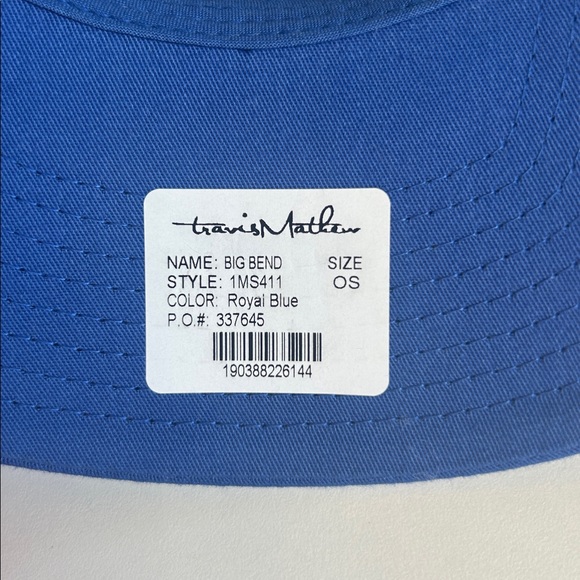 travisMathew
NAME: BIG BEND SIZE
STYLE: 1MS411 OS
COLOR: Royal Blue
P.O.#: 337645
190388226144